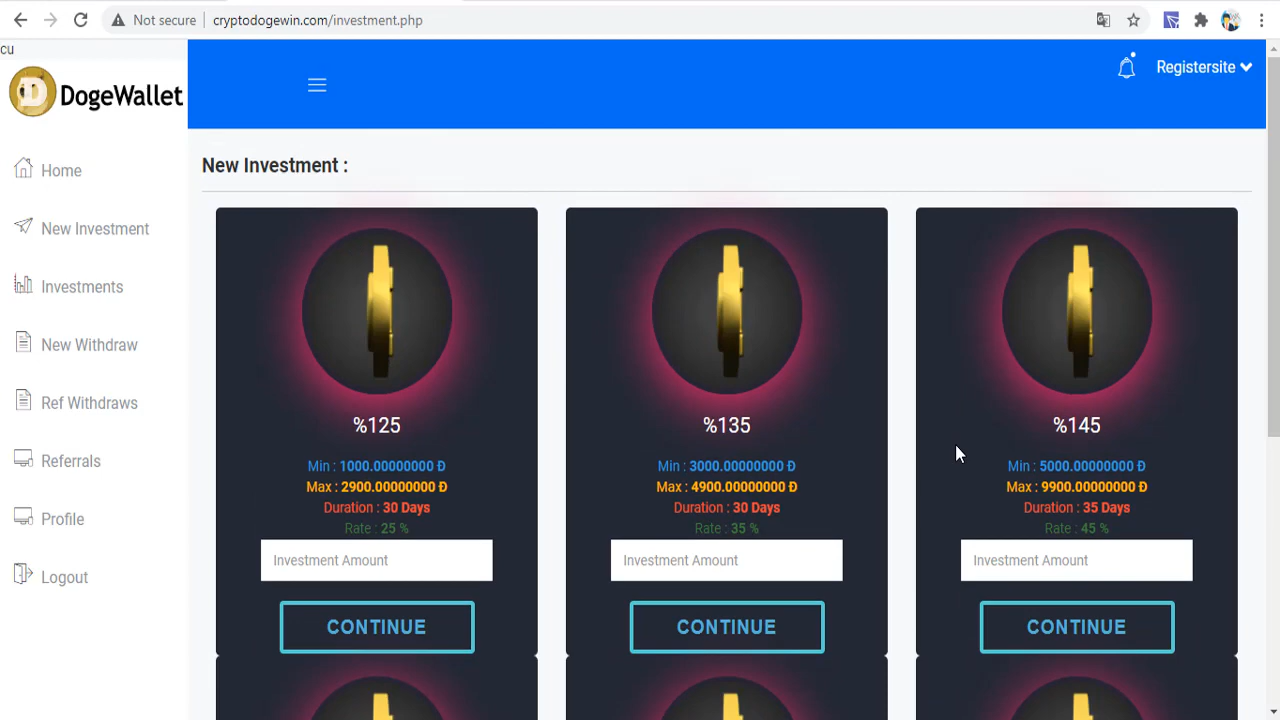 Not secure cryptodogewin.com/investment.php
cu
DogeWallet
Registersite
Home
New Investment
Investments
New Withdraw
Ref Withdraws
Referrals
Profile
Logout
New Investment :
%125
Min : 1000.00000000 Đ
Max : 2900.00000000 Đ
Duration : 30 Days
Rate : 25 %
Investment Amount
CONTINUE
%135
Min : 3000.00000000 Đ
Max : 4900.00000000 Đ
Duration : 30 Days
Rate : 35 %
Investment Amount
CONTINUE
%145
Min : 5000.00000000 Đ
Max : 9900.00000000 Đ
Duration : 35 Days
Rate : 45 %
Investment Amount
CONTINUE